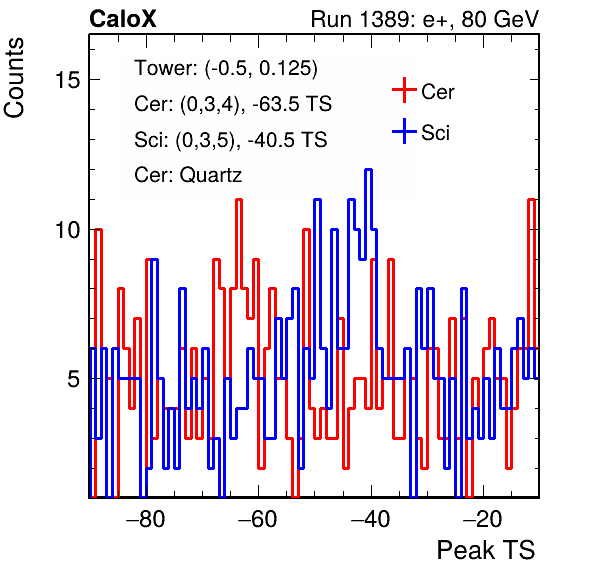 CaloX
Run 1389: e+, 80 GeV
Counts
15
10
5
Tower: (-0.5, 0.125)
Cer: (0,3,4), -63.5 TS
Sci: (0,3,5), -40.5 TS
Cer: Quartz
Cer
Sci
−80 −60 −40 −20
Peak TS